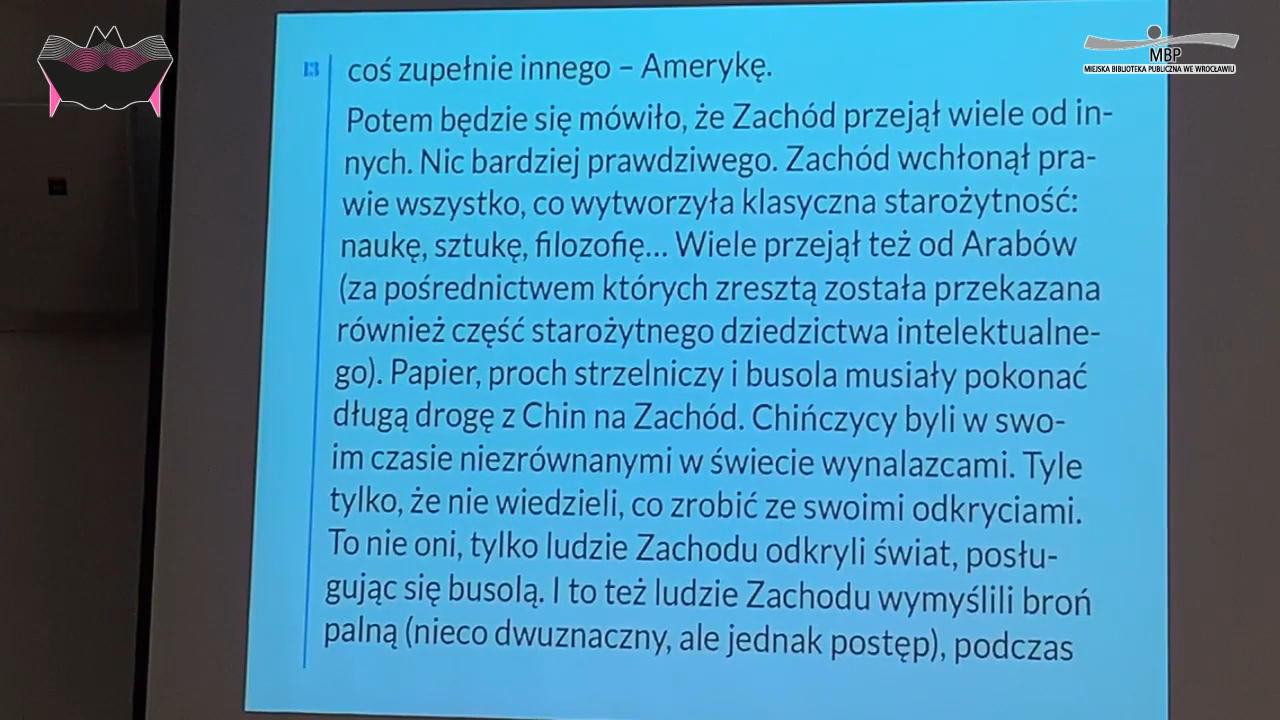 MBP
MIEJSKA BIBLIOTEKA PUBLICZNA WE WROCŁAWIU
13
coś zupełnie innego – Amerykę.
Potem będzie się mówiło, że Zachód przejął wiele od in-
nych. Nic bardziej prawdziwego. Zachód wchłonął pra-
wie wszystko, co wytworzyła klasyczna starożytność:
naukę, sztukę, filozofię... Wiele przejął też od Arabów
(za pośrednictwem których zresztą została przekazana
również część starożytnego dziedzictwa intelektualne-
go). Papier, proch strzelniczy i busola musiały pokonać
długą drogę z Chin na Zachód. Chińczycy byli w swo-
im czasie niezrównanymi w świecie wynalazcami. Tyle
tylko, że nie wiedzieli, co zrobić ze swoimi odkryciami.
To nie oni, tylko ludzie Zachodu odkryli świat, posłu-
gując się busolą. I to też ludzie Zachodu wymyślili broń
palną (nieco dwuznaczny, ale jednak postęp), podczas